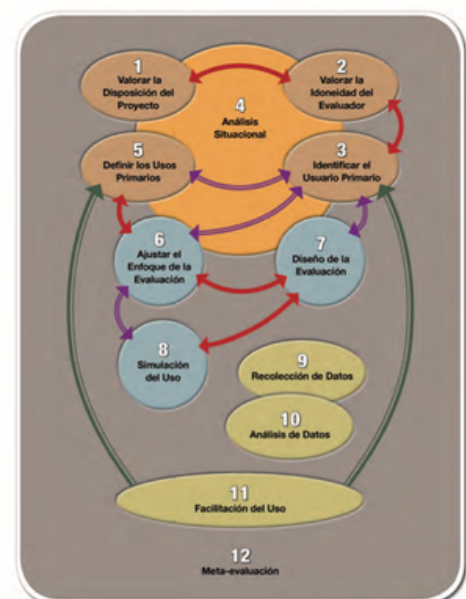 1
Valorar la
Disposición del
Proyecto
2
Valorar la
Idoneidad del
Evaluador
4
Análisis
Situacional
5
Definir los Usos
Primarios
3
Identificar el
Usuario Primario
6
Ajustar el
Enfoque de la
Evaluación
7
Diseño de la
Evaluación
8
Simulación
del Uso
9
Recolección de Datos
10
Análisis de Datos
11
Facilitación del Uso
12
Meta-evaluación